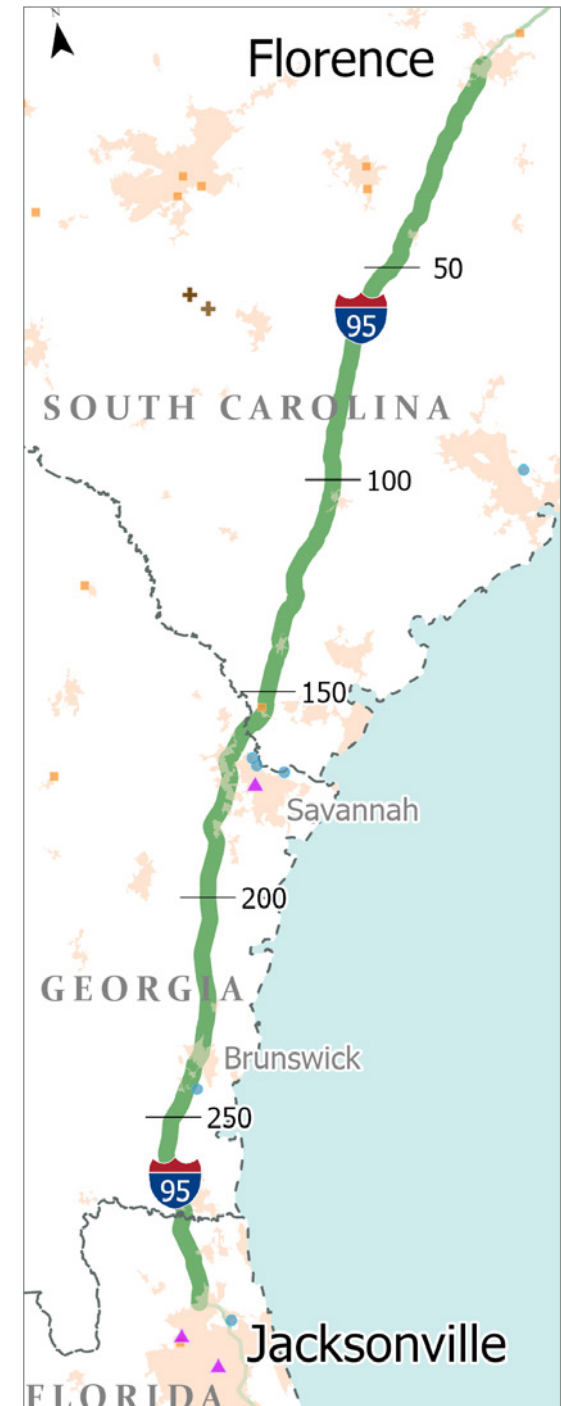 N
Florence
50
95
SOUTH CAROLINA
100
150
Savannah
200
GEORGIA
Brunswick
250
95
Jacksonville
FLORIDA